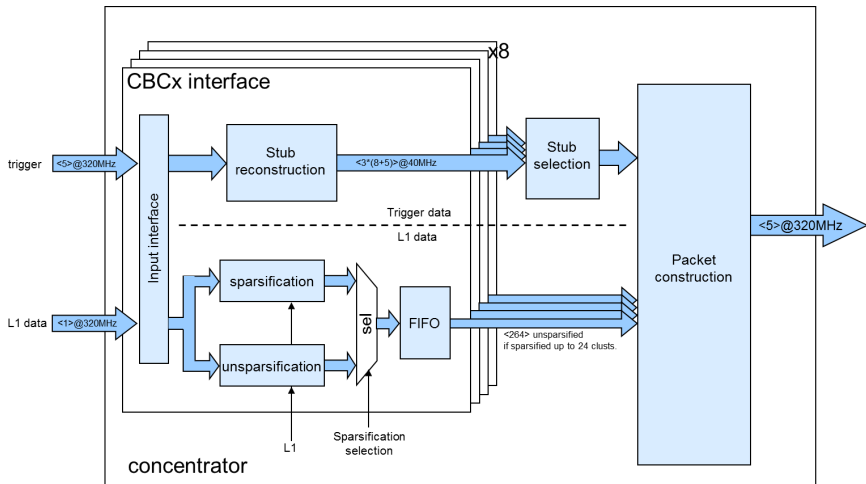 x8
CBCx interface
trigger
<5>@320MHz
Input interface
Stub
reconstruction
<3*(8+5)>@40MHz
Stub
selection
Trigger data
L1 data
<5>@320MHz
Packet
construction
L1 data
<1>@320MHz
sparsification
unsparsification
sel
FIFO
<264> unsparsified
if sparsified up to 24 clusts.
L1
Sparsification
selection
concentrator